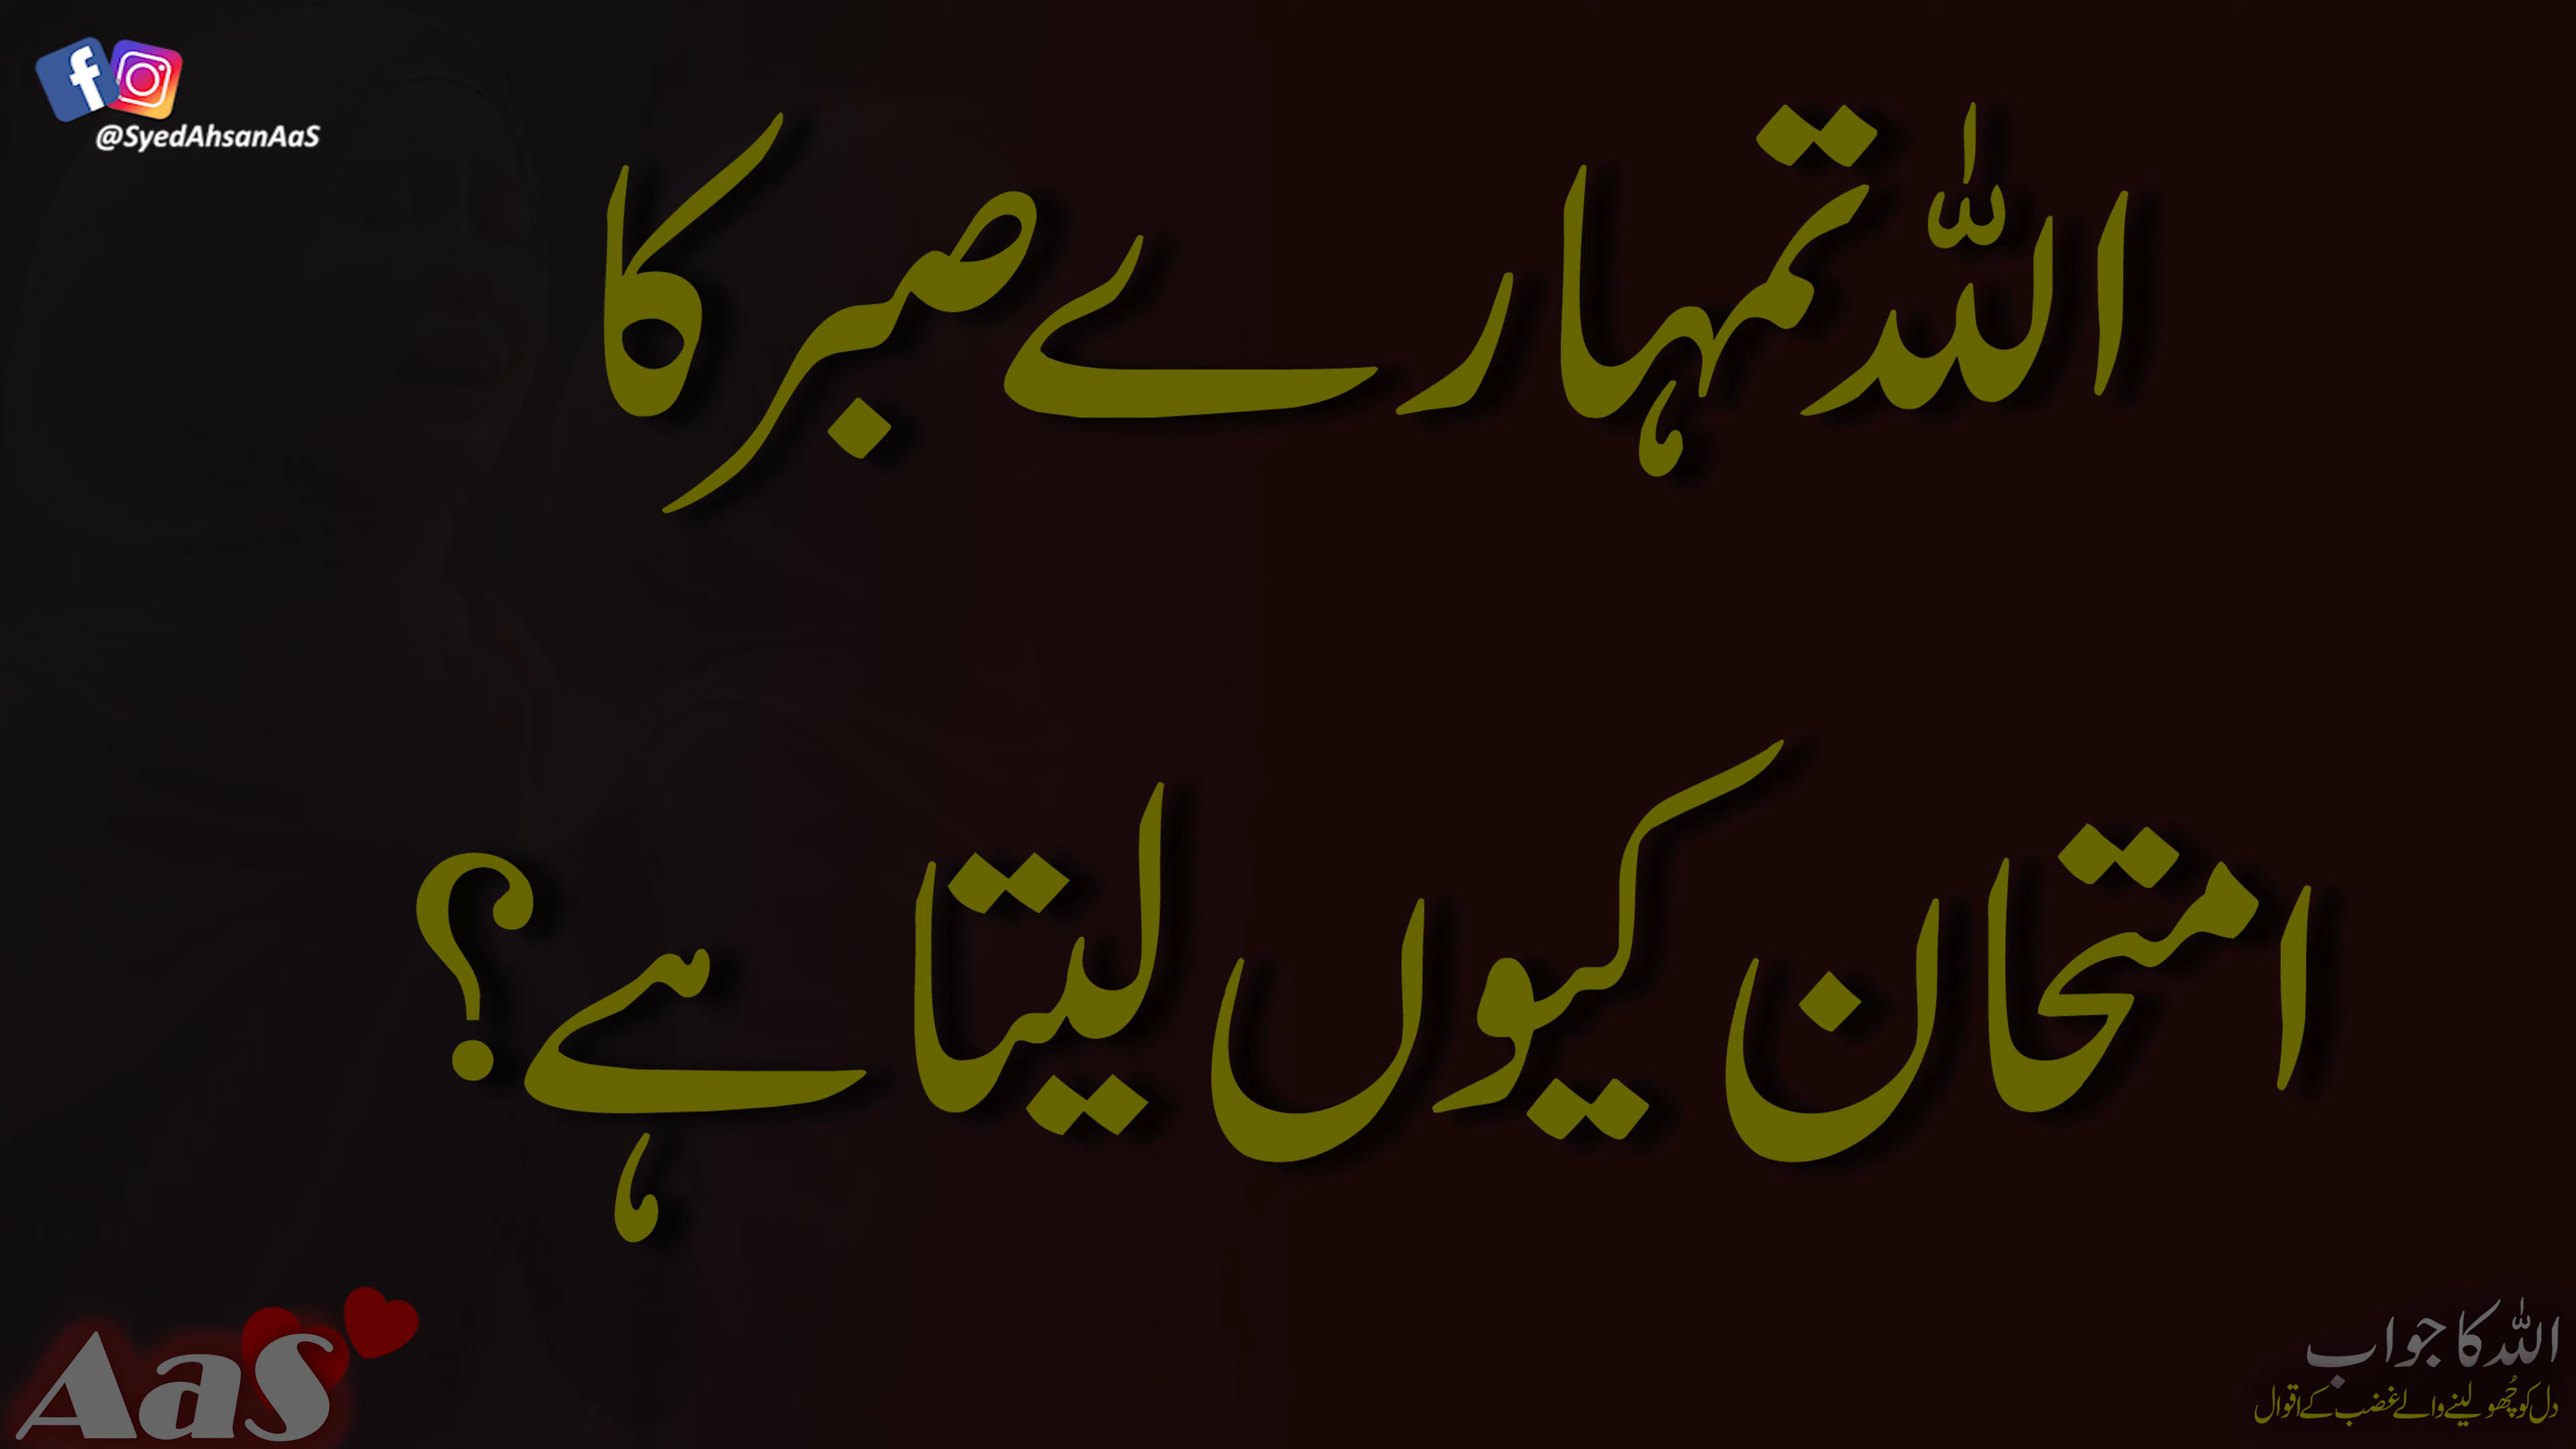 @SyedAhsanAaS
اللہ تمہارے صبر کا
امتحان کیوں لیتا ہے؟
AaS
اللہ کا جواب
دل کو چُھو لینے والے غضب کے اقوال